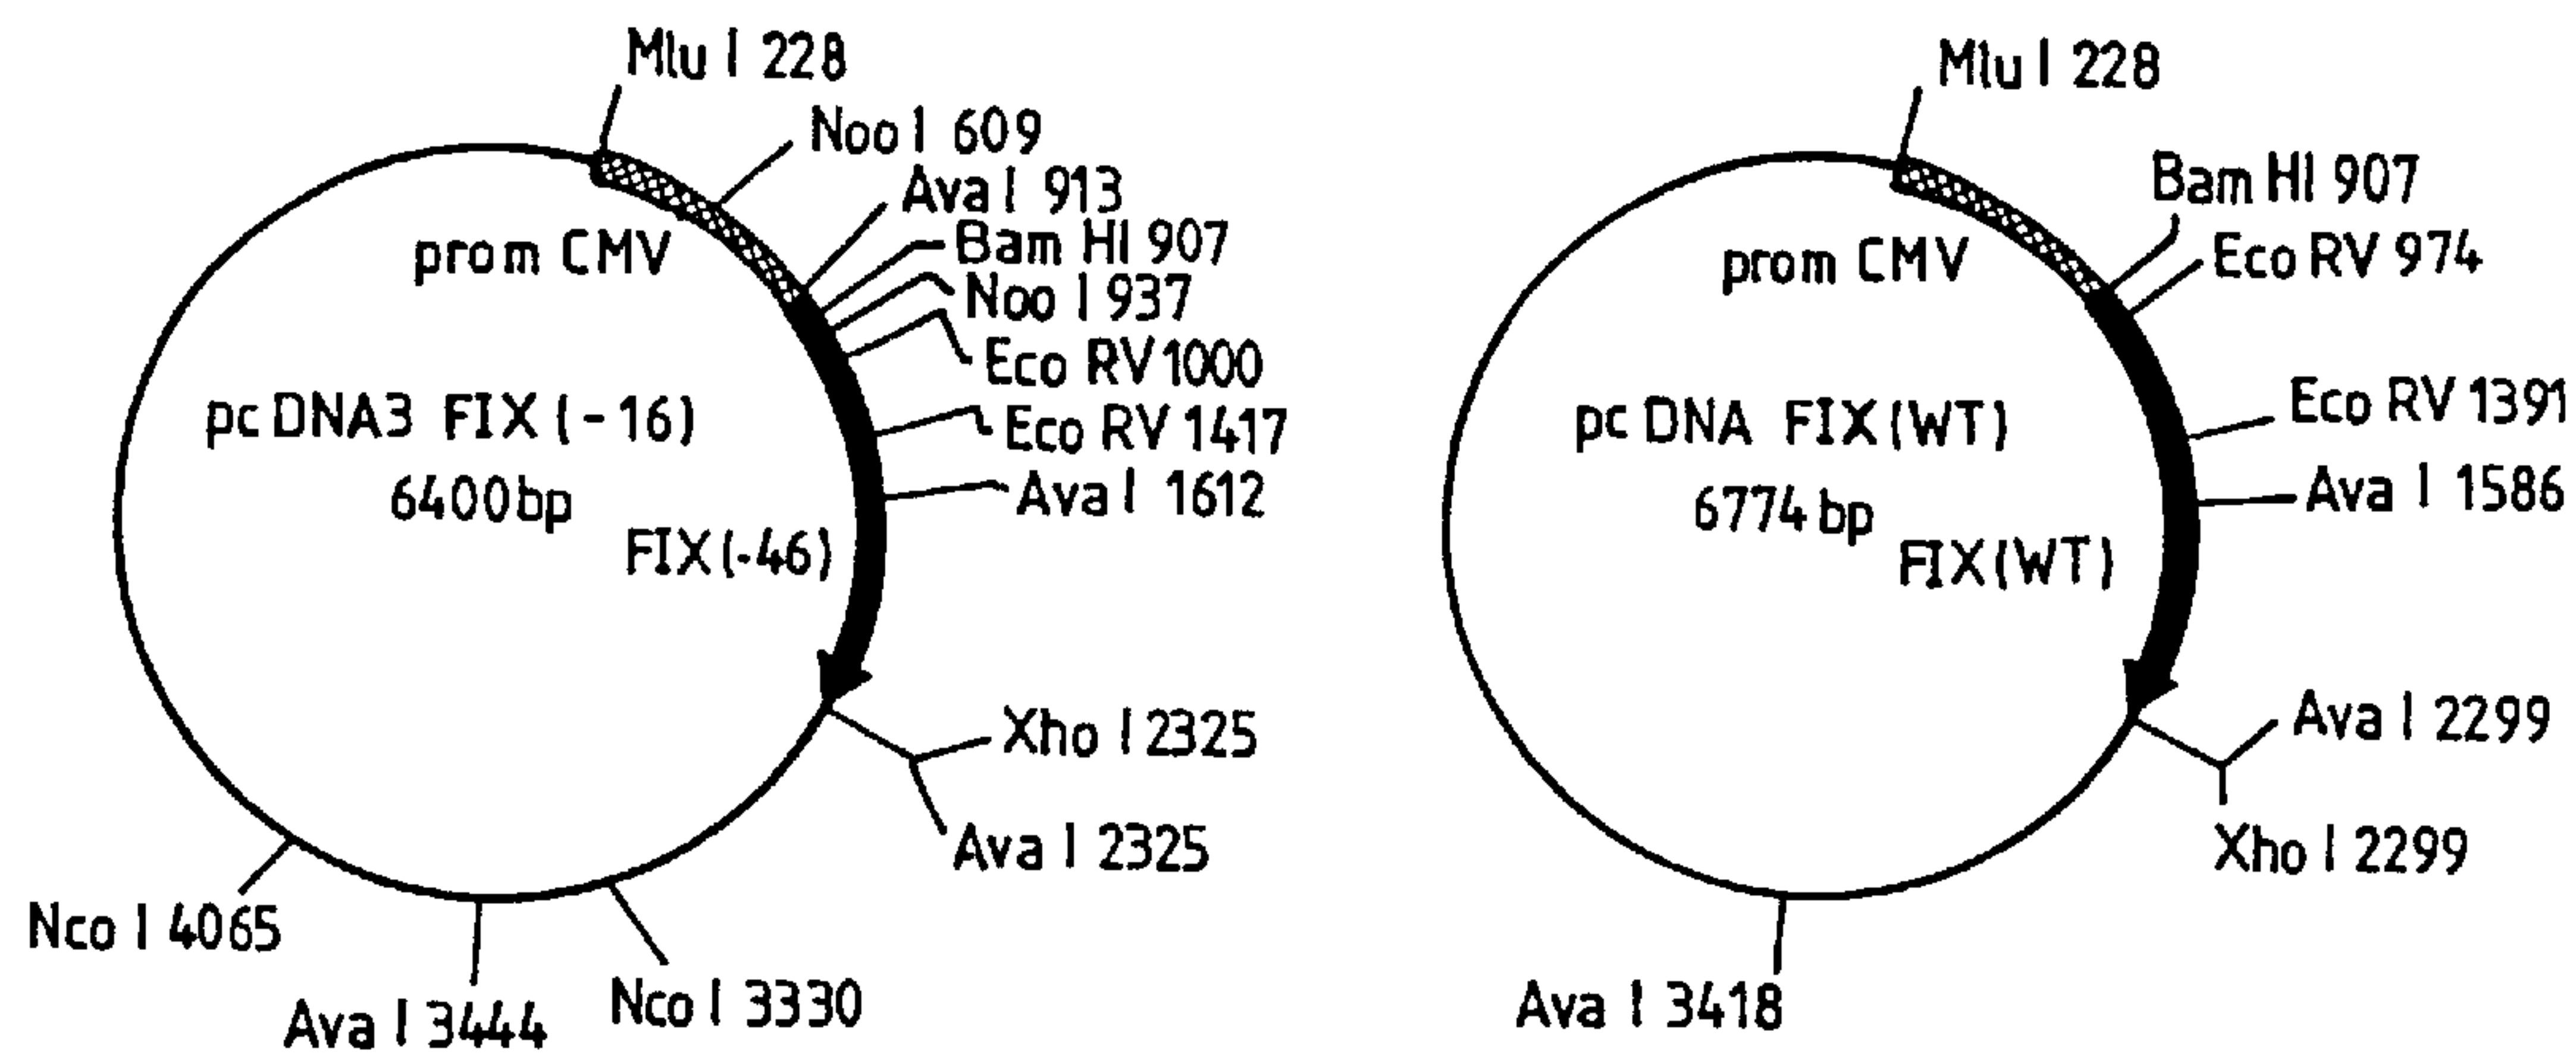 Mlu I 228
Noo I 609
Ava I 913
Bam HI 907
Noo I 937
Eco RV 1000
Eco RV 1417
Ava I 1612
prom CMV
pc DNA3 FIX (-16)
6400 bp
FIX (-46)
Xho I 2325
Ava I 2325
Nco I 3330
Ava I 3444
Nco I 4065
Mlu I 228
Bam HI 907
Eco RV 974
Eco RV 1391
Ava I 1586
prom CMV
pc DNA FIX (WT)
6774 bp
FIX (WT)
Ava I 2299
Xho I 2299
Ava I 3418